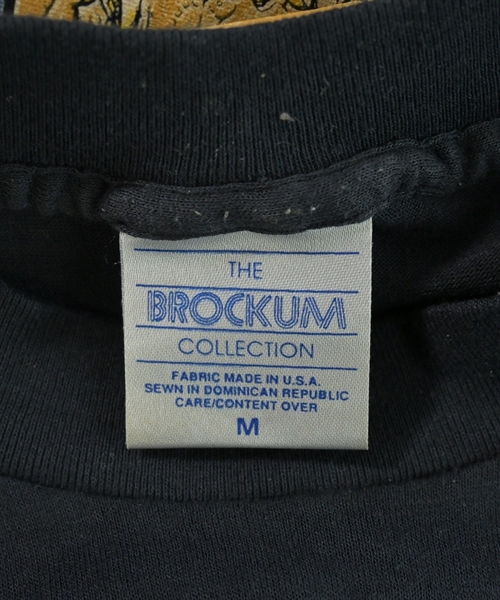 THE
BROCKUM
COLLECTION
FABRIC MADE IN U.S.A.
SEWN IN DOMINICAN REPUBLIC
CARE/CONTENT OVER
M